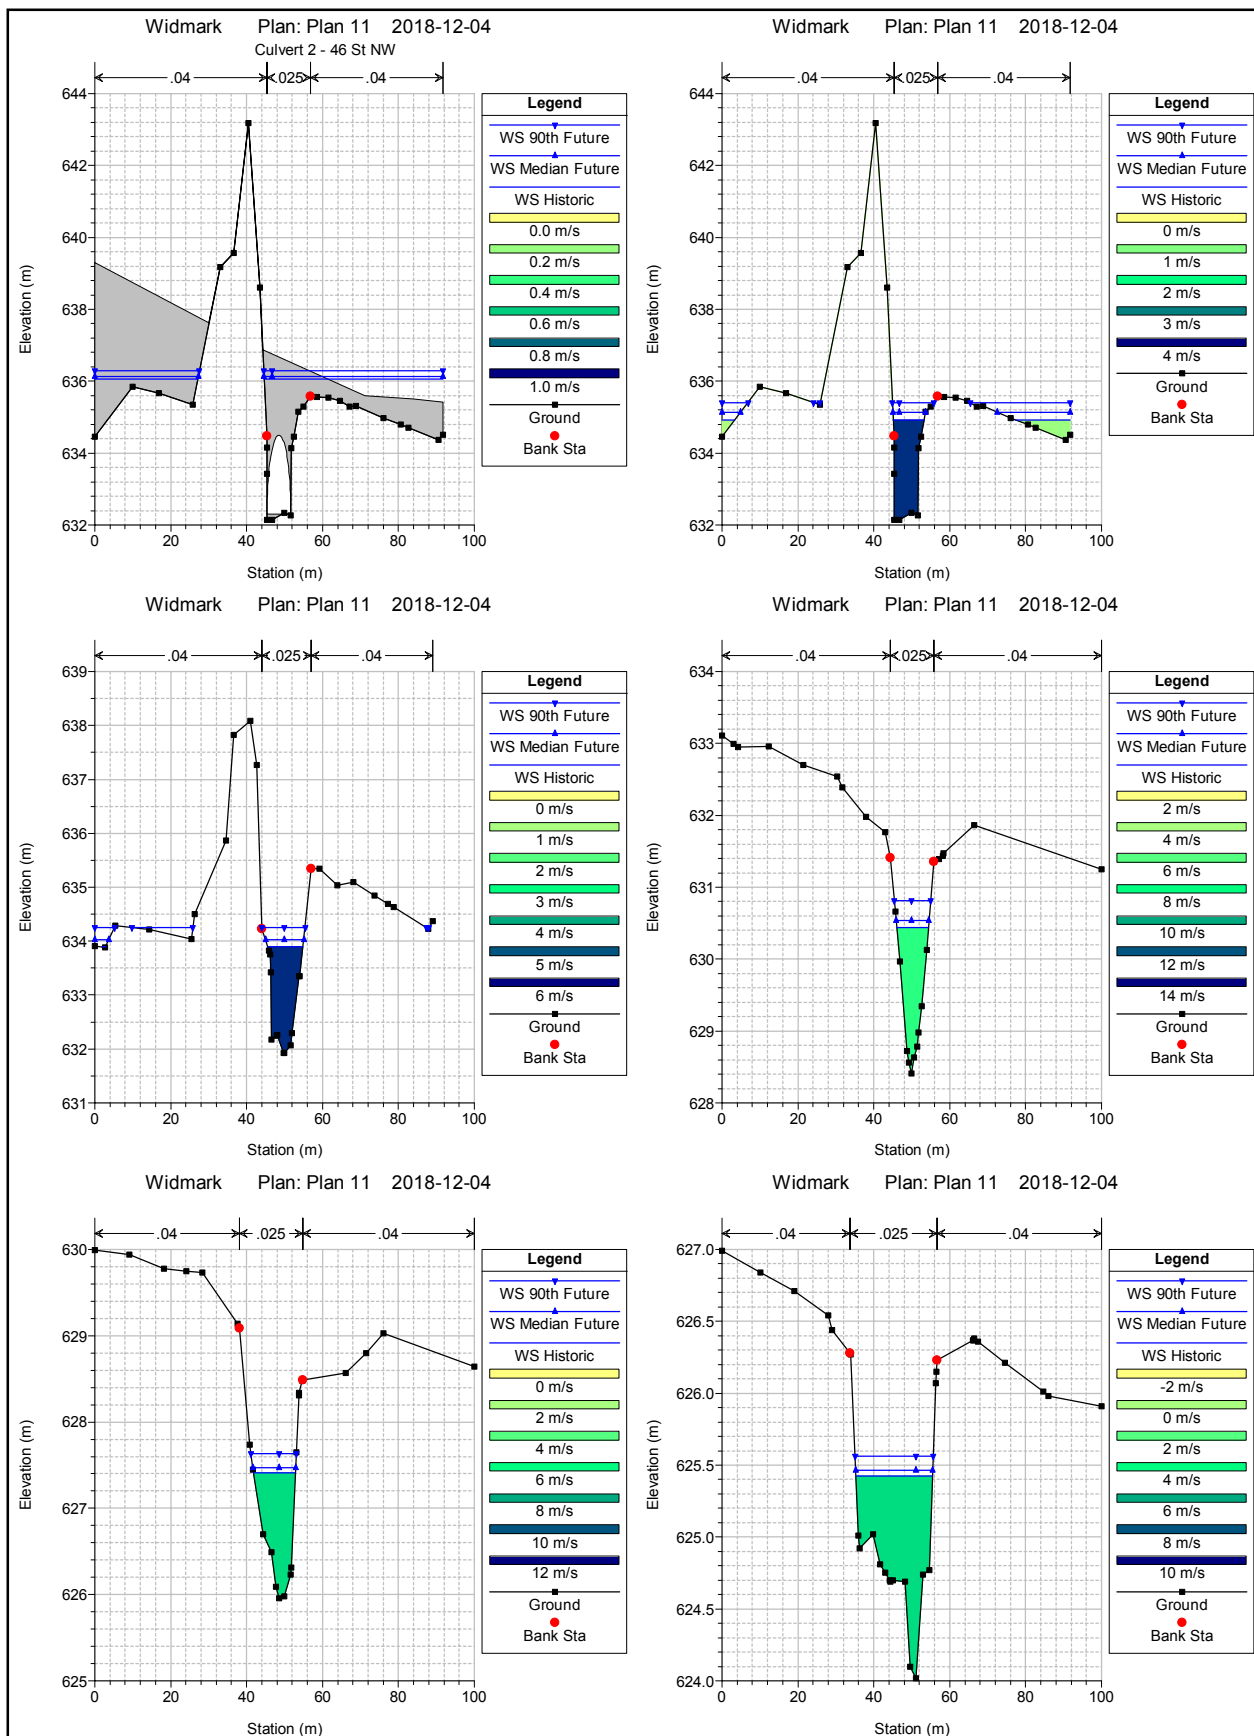 Widmark Plan: Plan 11 2018-12-04
Culvert 2 - 46 St NW
.04 .025 .04
644
642
640
638
636
634
632
0 20 40 60 80 100
Station (m)
Elevation (m)
Legend
WS 90th Future
WS Median Future
WS Historic
0.0 m/s
0.2 m/s
0.4 m/s
0.6 m/s
0.8 m/s
1.0 m/s
Ground
Bank Sta
Widmark Plan: Plan 11 2018-12-04
.04 .025 .04
644
642
640
638
636
634
632
0 20 40 60 80 100
Station (m)
Elevation (m)
Legend
WS 90th Future
WS Median Future
WS Historic
0 m/s
1 m/s
2 m/s
3 m/s
4 m/s
Ground
Bank Sta
Widmark Plan: Plan 11 2018-12-04
.04 .025 .04
639
638
637
636
635
634
633
632
631
0 20 40 60 80 100
Station (m)
Elevation (m)
Legend
WS 90th Future
WS Median Future
WS Historic
0 m/s
1 m/s
2 m/s
3 m/s
4 m/s
5 m/s
6 m/s
Ground
Bank Sta
Widmark Plan: Plan 11 2018-12-04
.04 .025 .04
634
633
632
631
630
629
628
0 20 40 60 80 100
Station (m)
Elevation (m)
Legend
WS 90th Future
WS Median Future
WS Historic
2 m/s
4 m/s
6 m/s
8 m/s
10 m/s
12 m/s
14 m/s
Ground
Bank Sta
Widmark Plan: Plan 11 2018-12-04
.04 .025 .04
630
629
628
627
626
625
0 20 40 60 80 100
Station (m)
Elevation (m)
Legend
WS 90th Future
WS Median Future
WS Historic
0 m/s
2 m/s
4 m/s
6 m/s
8 m/s
10 m/s
12 m/s
Ground
Bank Sta
Widmark Plan: Plan 11 2018-12-04
.04 .025 .04
627.0
626.5
626.0
625.5
625.0
624.5
624.0
0 20 40 60 80 100
Station (m)
Elevation (m)
Legend
WS 90th Future
WS Median Future
WS Historic
-2 m/s
0 m/s
2 m/s
4 m/s
6 m/s
8 m/s
10 m/s
Ground
Bank Sta